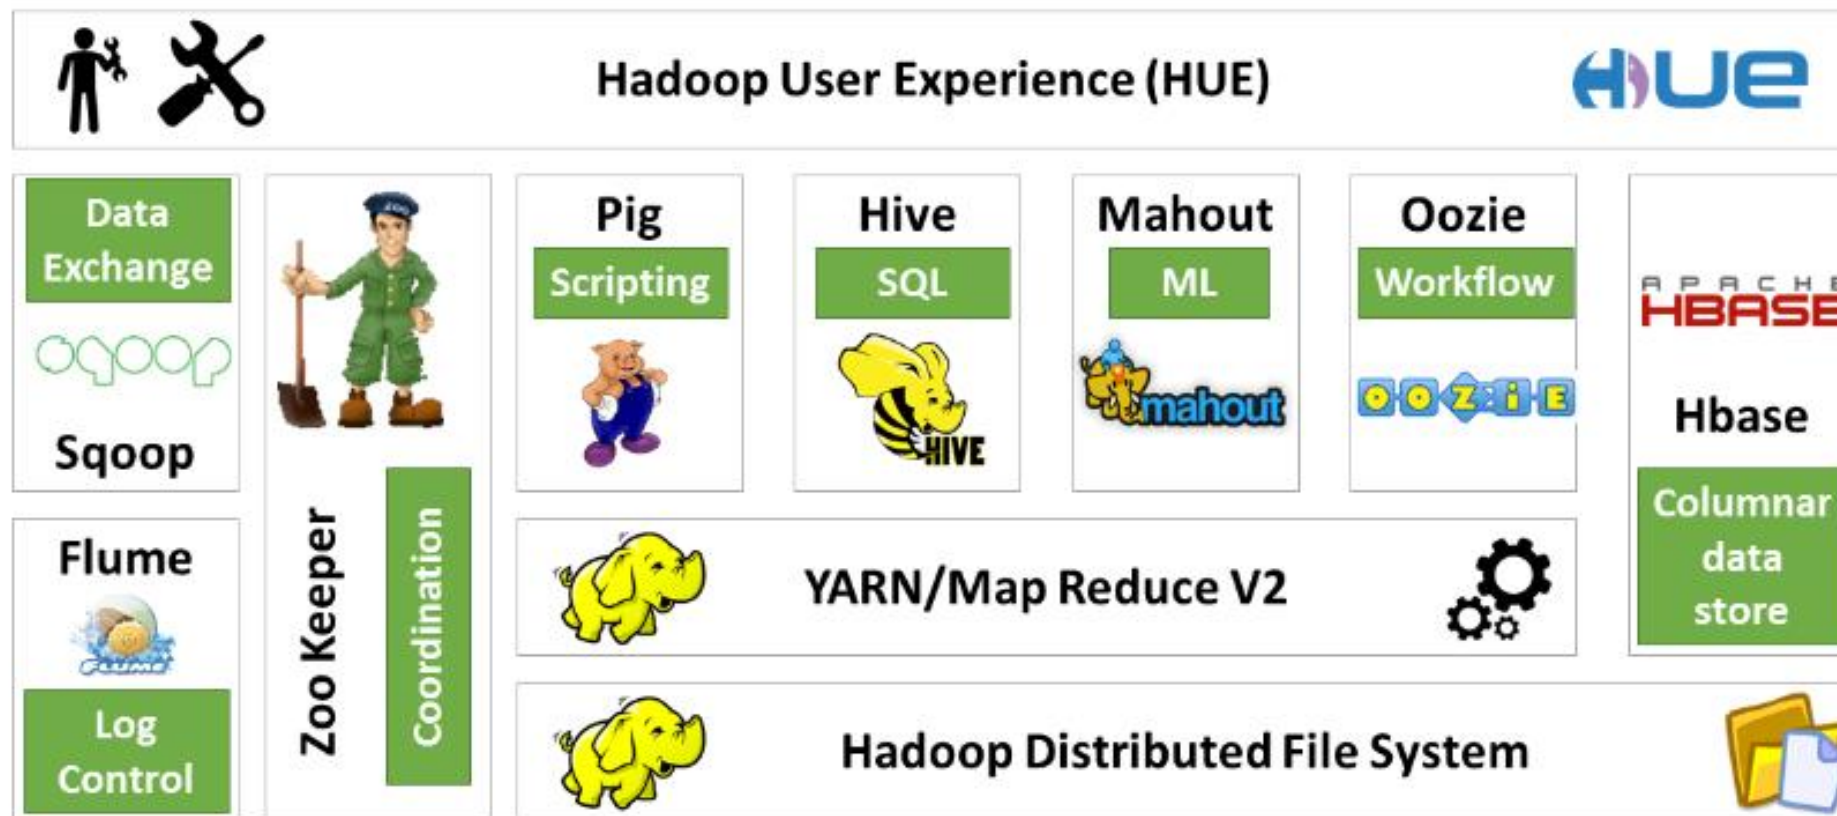 Hadoop User Experience (HUE)
HUE
Data
Exchange
sqoop
Sqoop
ZOO
Zoo Keeper
Coordination
Pig
Scripting
Hive
SQL
HIVE
Mahout
ML
mahout
Oozie
Workflow
OOZiE
APACHE
HBASE
Hbase
Columnar
data
store
Flume
FLUME
Log
Control
YARN/Map Reduce V2
Hadoop Distributed File System